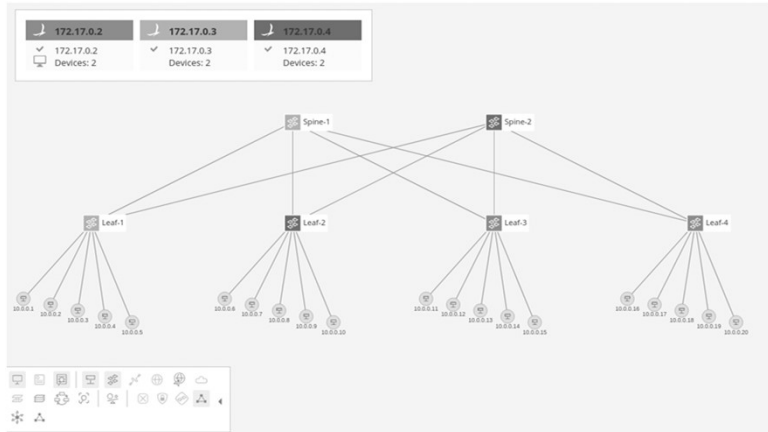 172.17.0.2 172.17.0.3 172.17.0.4
172.17.0.2 172.17.0.3 172.17.0.4
Devices: 2 Devices: 2 Devices: 2
Spine-1 Spine-2
Leaf-1 Leaf-2 Leaf-3 Leaf-4
10.0.0.1 10.0.0.2 10.0.0.3 10.0.0.4 10.0.0.5
10.0.0.6 10.0.0.7 10.0.0.8 10.0.0.9 10.0.0.10
10.0.0.11 10.0.0.12 10.0.0.13 10.0.0.14 10.0.0.15
10.0.0.16 10.0.0.17 10.0.0.18 10.0.0.19 10.0.0.20